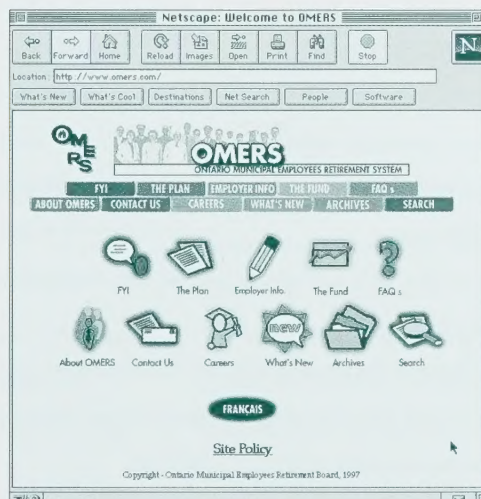 Netscape: Welcome to OMERS
Back Forward Home Reload Images Open Print Find Stop
N
Location: http://www.omers.com/
What's New What's Cool Destinations Net Search People Software
OMERS
OMERS
ONTARIO MUNICIPAL EMPLOYEES RETIREMENT SYSTEM
FYI THE PLAN EMPLOYER INFO THE FUND FAQ s
ABOUT OMERS CONTACT US CAREERS WHAT'S NEW ARCHIVES SEARCH
new
FYI The Plan Employer Info. The Fund FAQ s
About OMERS Contact Us Careers What's New Archives Search
FRANÇAIS
Site Policy
Copyright - Ontario Municipal Employees Retirement Board, 1997